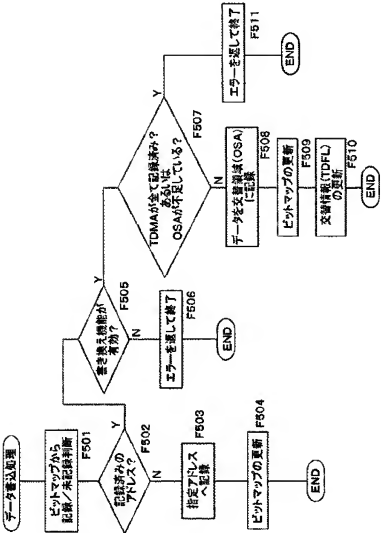 データ書込処理
ビットマップから
記録／未記録判断
F501
記録済みの
アドレス？
F502
Y
N
指定アドレス
へ記録
F503
ビットマップの更新
F504
END
書き換え機能が
有効？
F505
Y
N
エラーを返して終了
F506
END
TDMAが全て記録済み？
あるいは
OSAが不足している？
F507
Y
N
データを交替領域(OSA)
に記録
F508
ビットマップの更新
F509
交替情報(TDFL)
の更新
F510
END
エラーを返して終了
F511
END